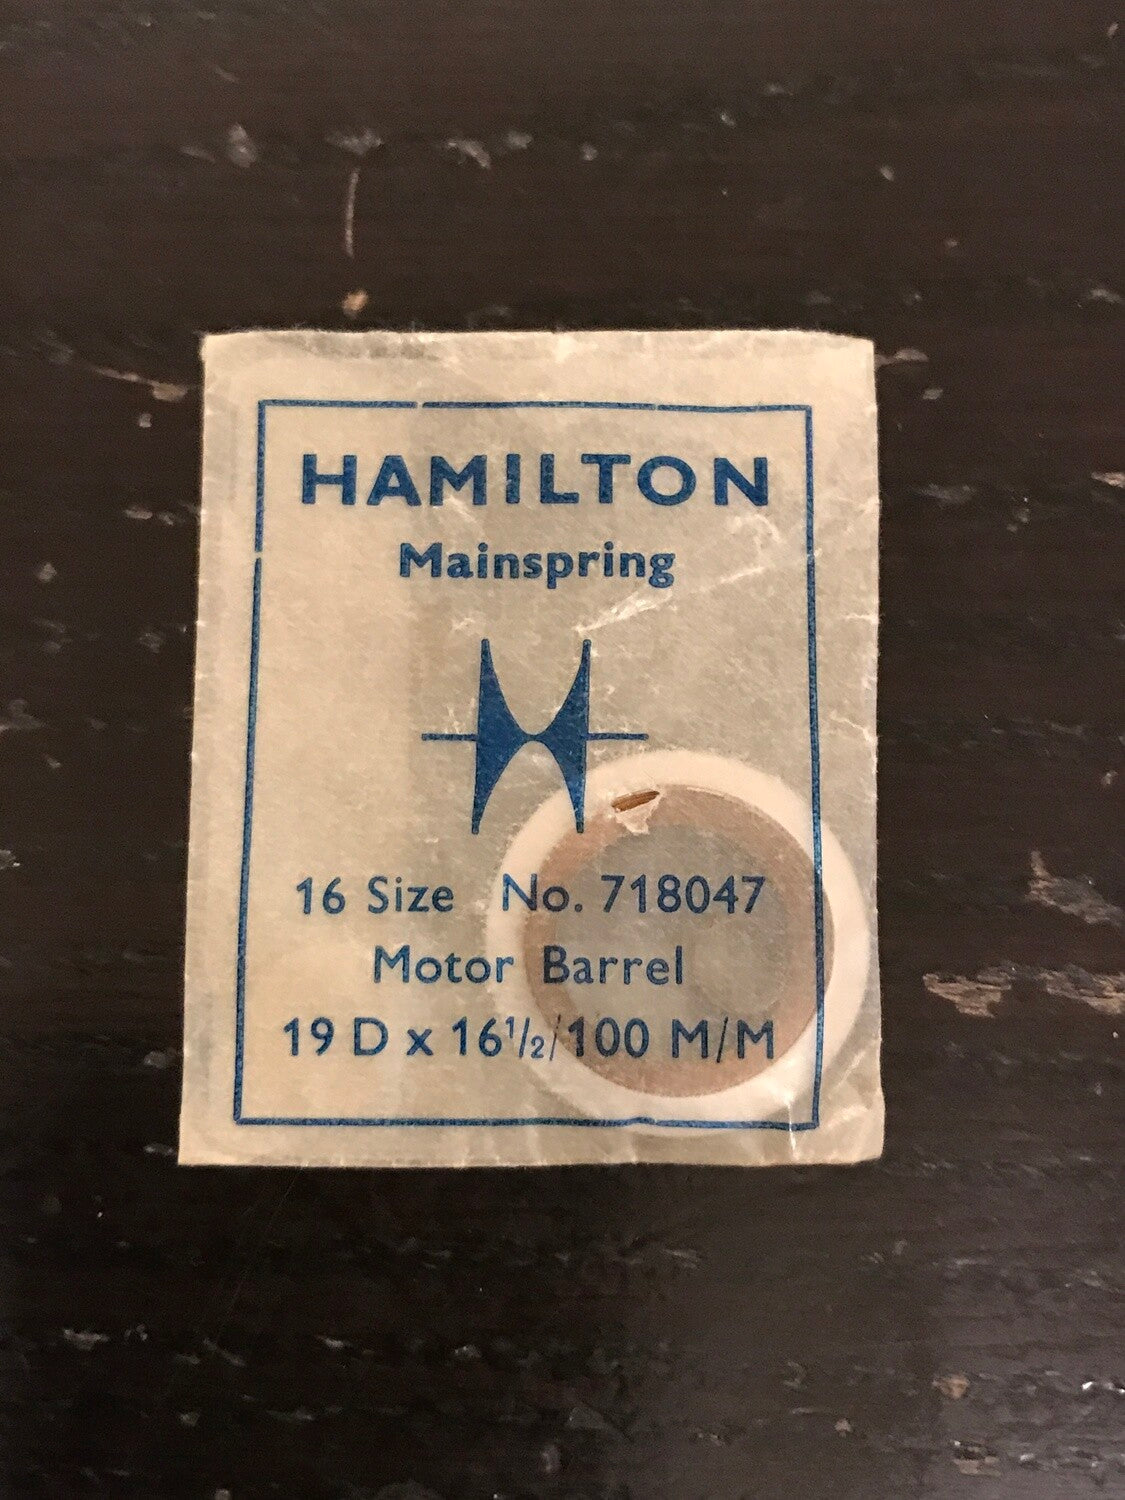 HAMILTON
Mainspring
16 Size No. 718047
Motor Barrel
19 D x 16½/100 M/M